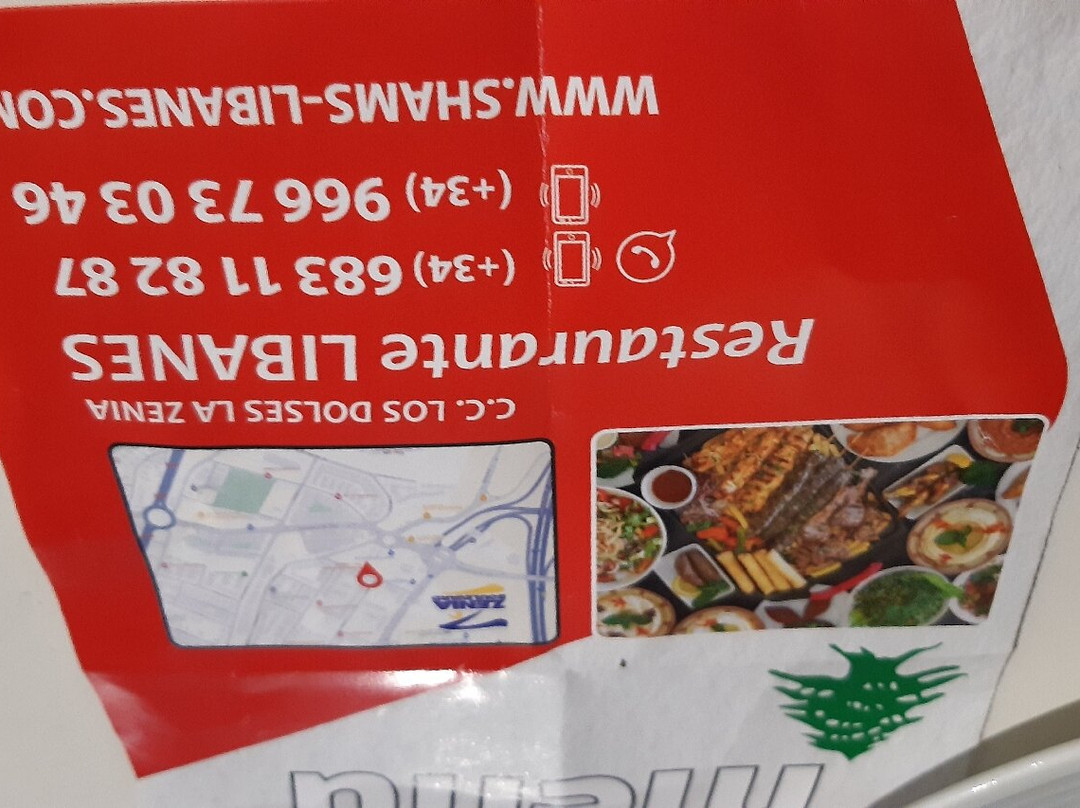 menu
ZENIA
C.C. LOS DOLSES LA ZENIA
Restaurante LIBANES
(+34) 683 11 82 87
(+34) 966 73 03 46
WWW.SHAMS-LIBANES.COM